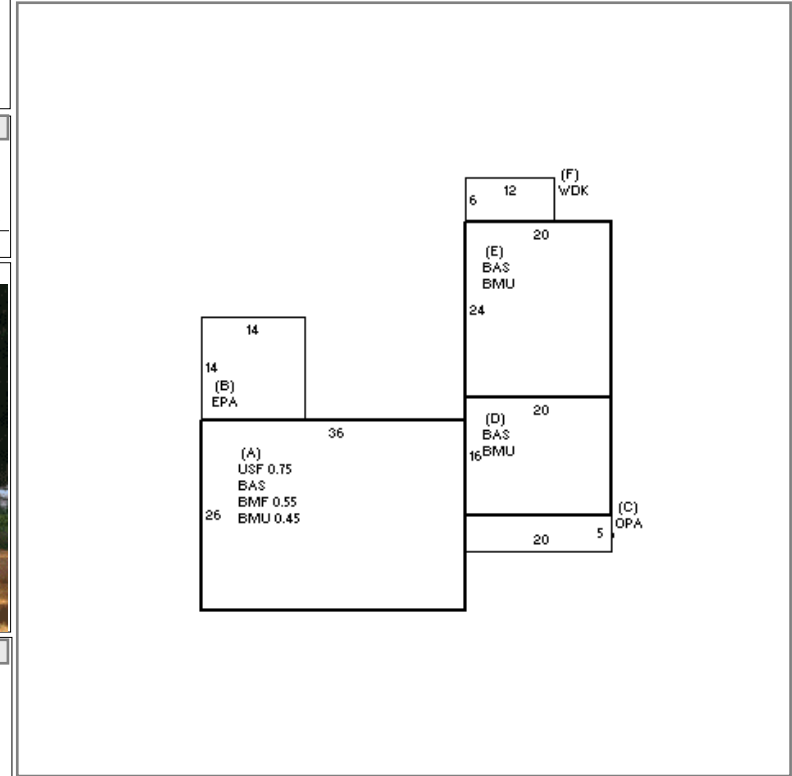 (F)
12
WDK
6
20
(E)
BAS
BMU
24
14
14
(B)
EPA
20
36
(D)
BAS
16 BMU
(A)
USF 0.75
BAS
BMF 0.55
26 BMU 0.45
(C)
OPA
5
20